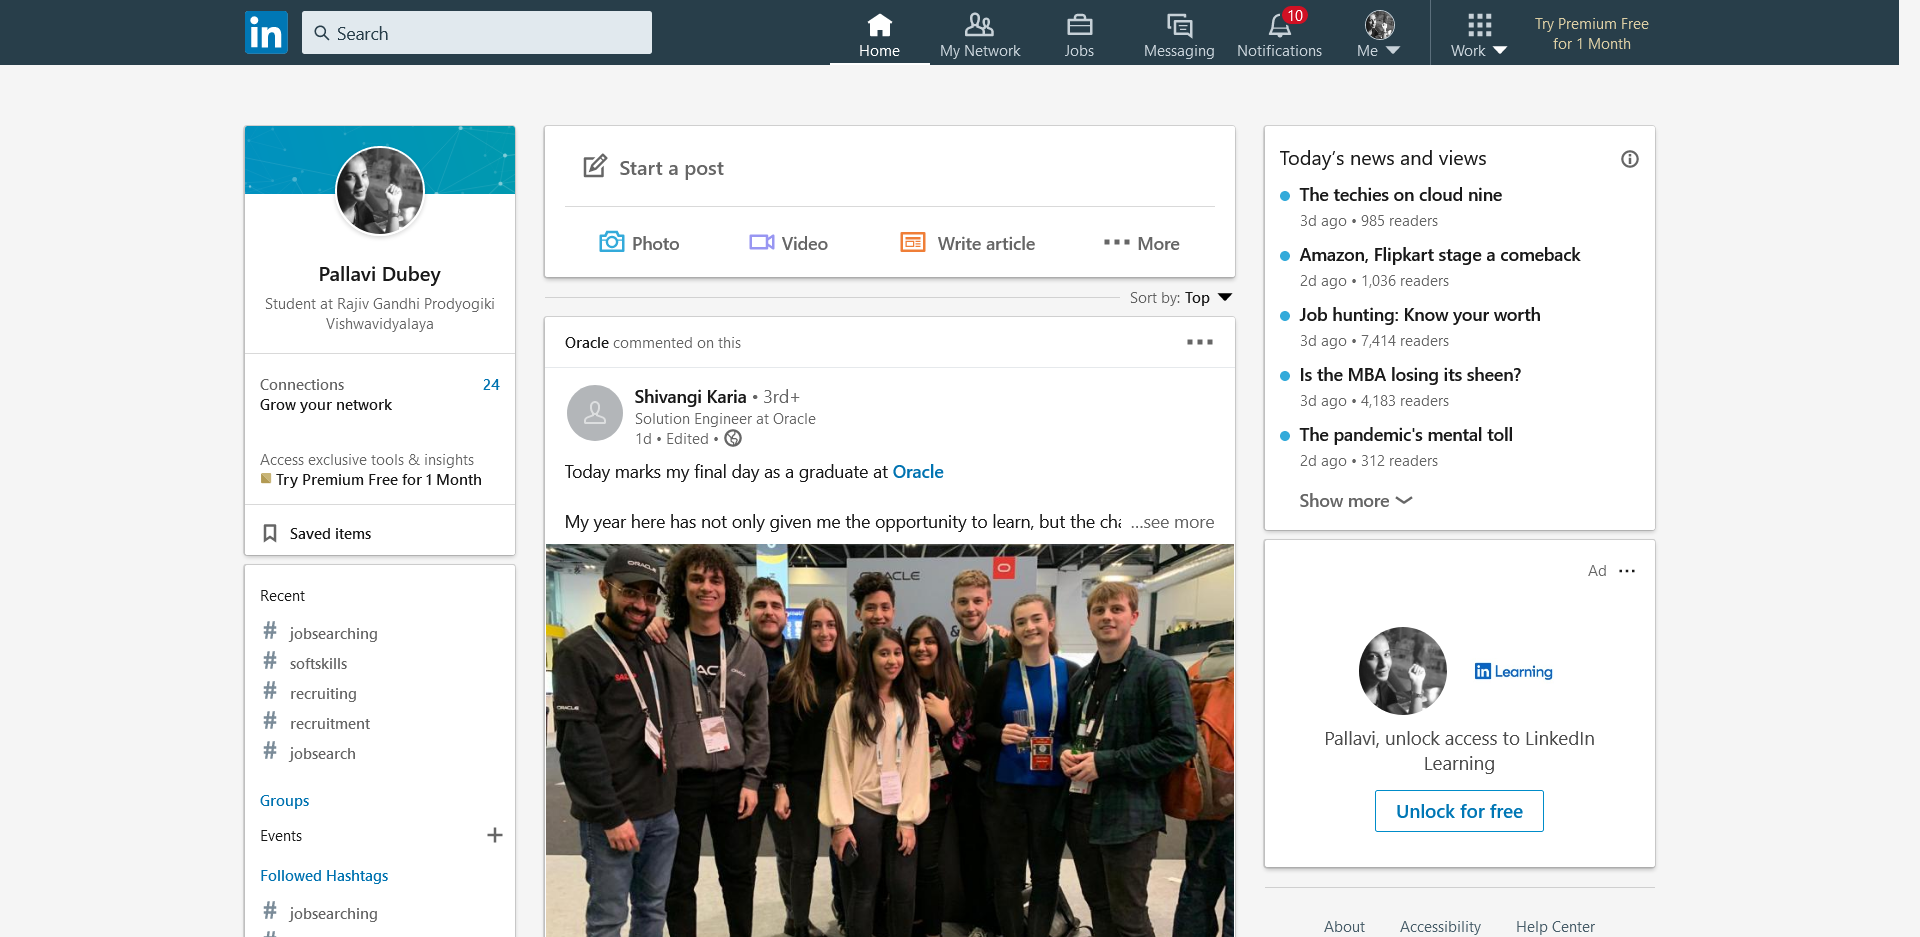 in
Search
Home
My Network
Jobs
Messaging
10
Notifications
Me
Work
Try Premium Free
for 1 Month
Pallavi Dubey
Student at Rajiv Gandhi Prodyogiki
Vishwavidyalaya
Connections 24
Grow your network
Access exclusive tools & insights
Try Premium Free for 1 Month
Saved items
Recent
# jobsearching
# softskills
# recruiting
# recruitment
# jobsearch
Groups
Events
Followed Hashtags
# jobsearching
Start a post
Photo
Video
Write article
More
Sort by: Top
Oracle commented on this
Shivangi Karia • 3rd+
Solution Engineer at Oracle
1d • Edited •
Today marks my final day as a graduate at Oracle
My year here has not only given me the opportunity to learn, but the cha ...see more
ORACLE
Today's news and views
The techies on cloud nine
3d ago • 985 readers
Amazon, Flipkart stage a comeback
2d ago • 1,036 readers
Job hunting: Know your worth
3d ago • 7,414 readers
Is the MBA losing its sheen?
3d ago • 4,183 readers
The pandemic's mental toll
2d ago • 312 readers
Show more
Ad
in Learning
Pallavi, unlock access to LinkedIn
Learning
Unlock for free
About
Accessibility
Help Center